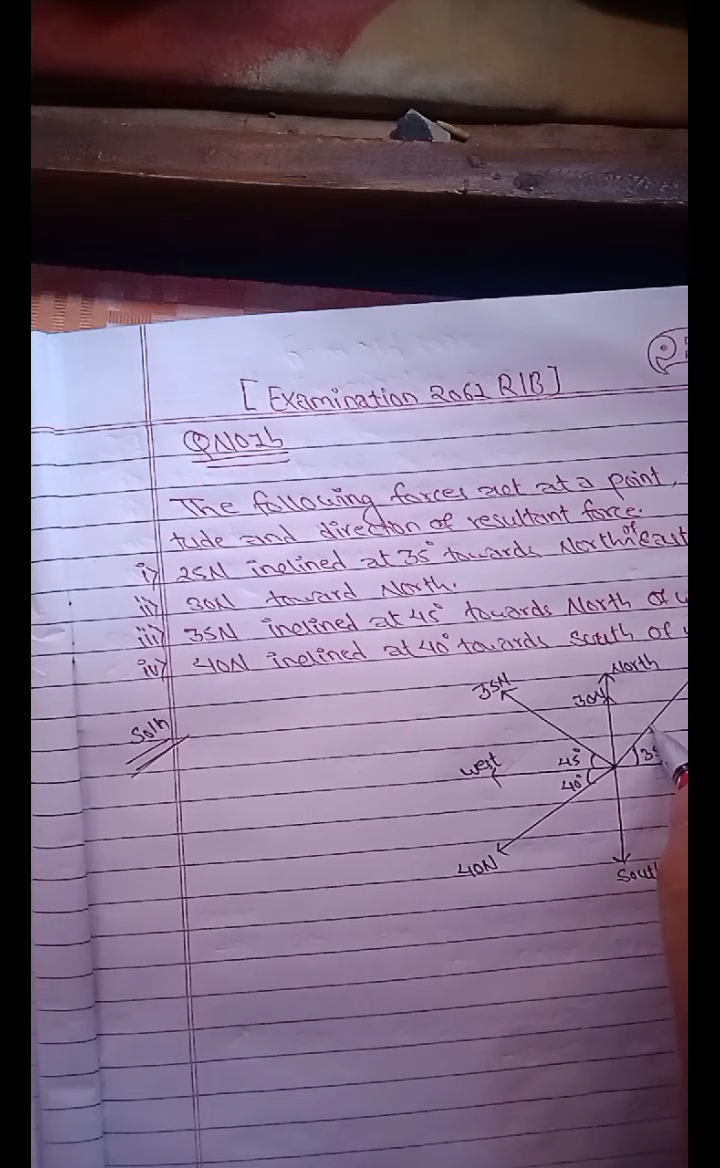 [Examination 2061 RIB]
QNO1b
The following forces act at a point,
tude and direction of resultant force.
i) 25N inclined at 35° towards North of east
ii) 30N toward North.
iii) 35N inclined at 45° towards North of
iv) 40N inclined at 40° towards South of
Soln
35N
30N
North
west
45°
40°
35
40N
South